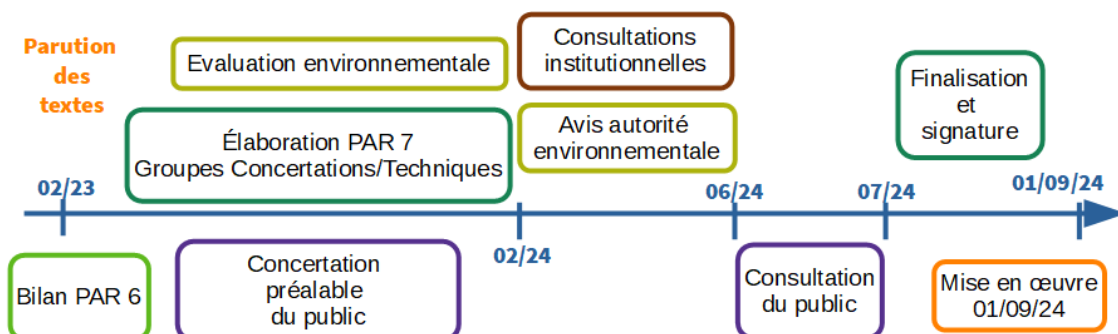 Parution
des
textes
Evaluation environnementale
Consultations
institutionnelles
Finalisation
et
signature
Élaboration PAR 7
Groupes Concertations/Techniques
Avis autorité
environnementale
02/23
06/24
07/24
01/09/24
02/24
Bilan PAR 6
Concertation
préalable
du public
Consultation
du public
Mise en œuvre
01/09/24